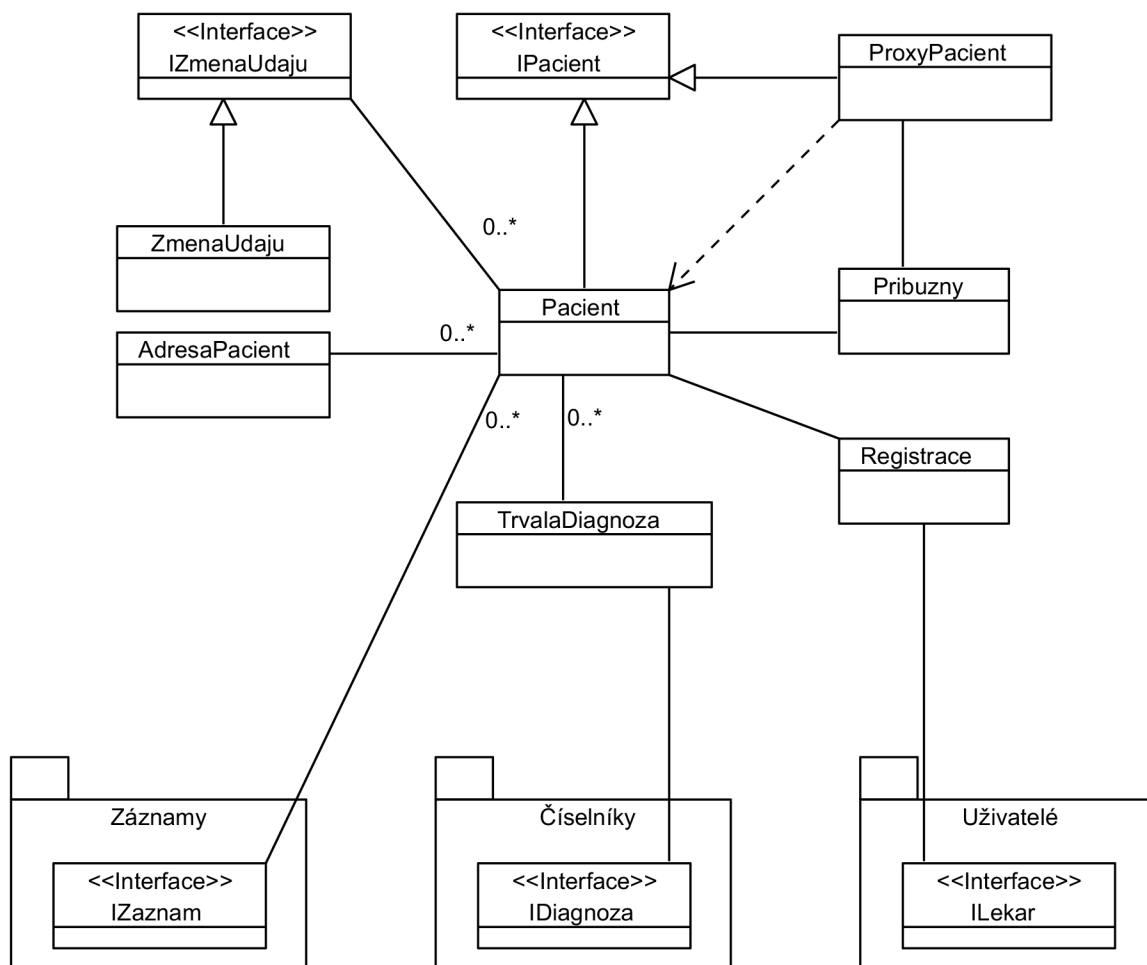 <<Interface>>
IZmenaUdaju
<<Interface>>
IPacient
ProxyPacient
0..*
ZmenaUdaju
Pribuzny
Pacient
0..*
AdresaPacient
0..*
0..*
Registrace
TrvalaDiagnoza
Záznamy
Číselníky
Uživatelé
<<Interface>>
IZaznam
<<Interface>>
IDiagnoza
<<Interface>>
ILekar